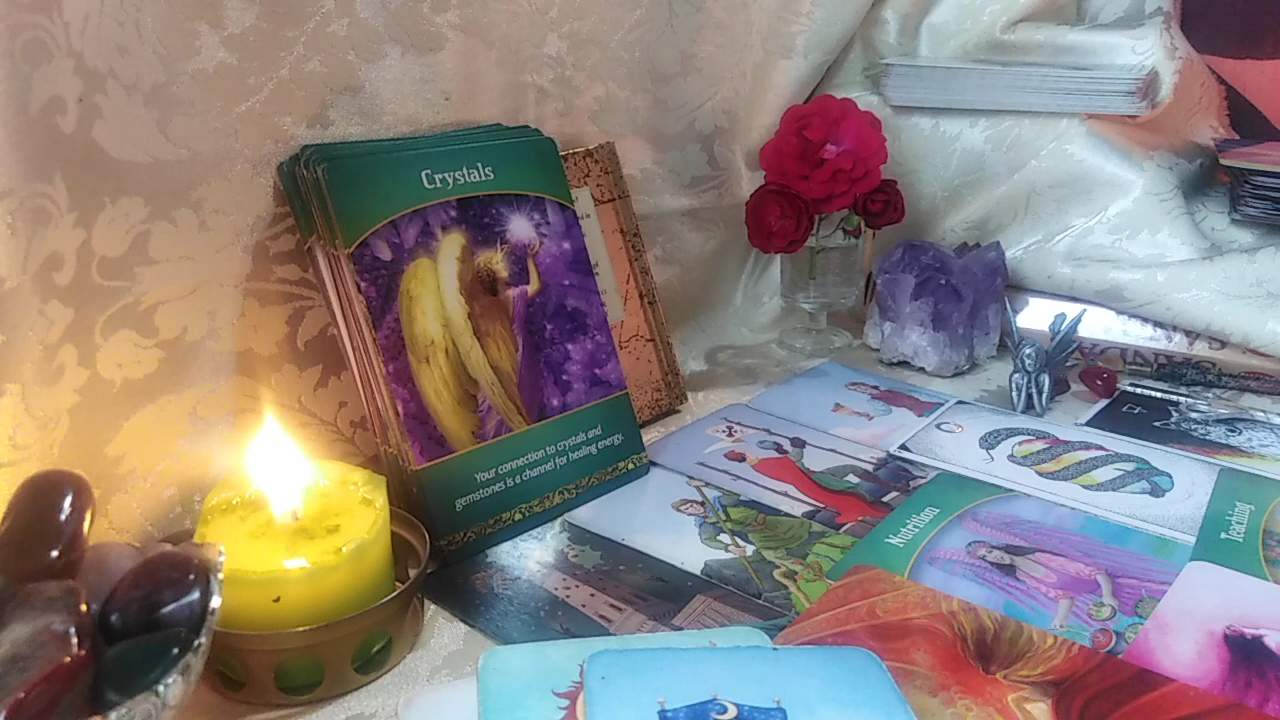 Crystals
Your connection to crystals and
gemstones is a channel for healing energy.
Nutrition
Teaching